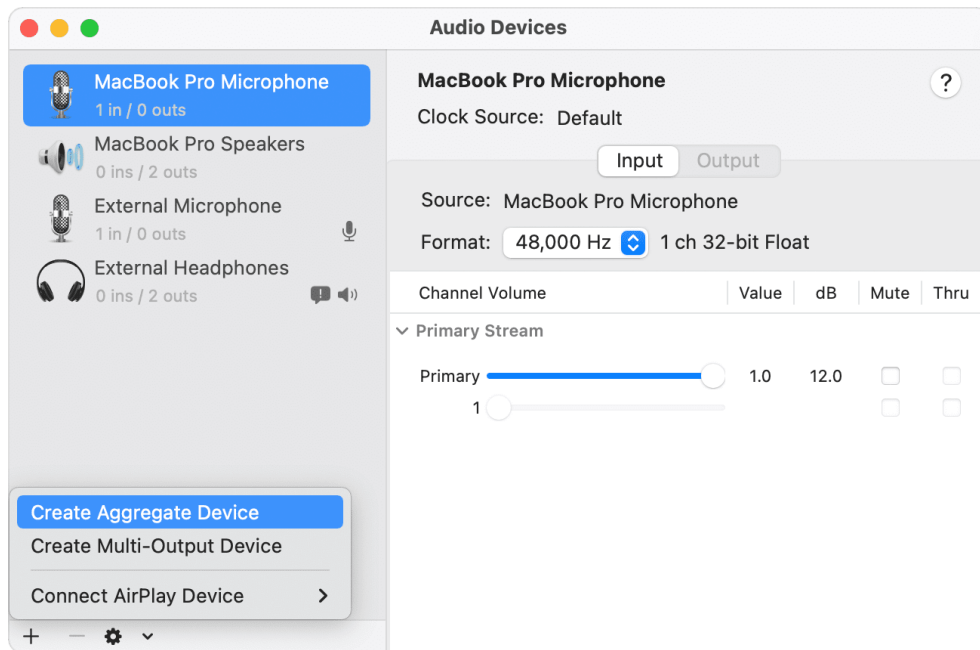 Audio Devices
MacBook Pro Microphone
1 in / 0 outs
MacBook Pro Speakers
0 ins / 2 outs
External Microphone
1 in / 0 outs
External Headphones
0 ins / 2 outs
Create Aggregate Device
Create Multi-Output Device
Connect AirPlay Device
MacBook Pro Microphone
?
Clock Source: Default
Input Output
Source: MacBook Pro Microphone
Format: 48,000 Hz 1 ch 32-bit Float
Channel Volume Value dB Mute Thru
Primary Stream
Primary 1.0 12.0
1